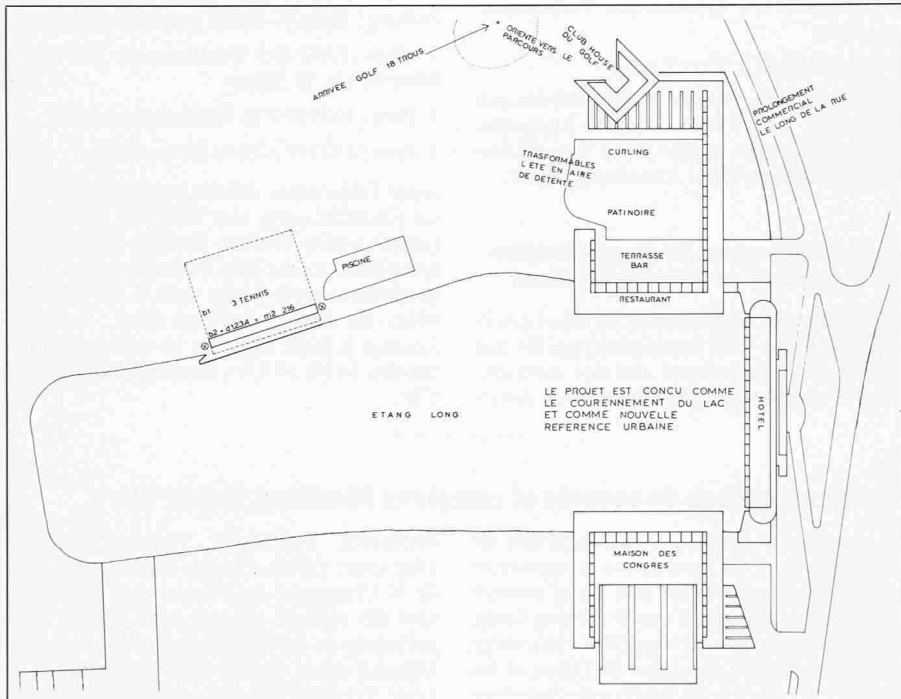 ARRIVEE GOLF 18 TROUS
ORIENTE VERS LE
PARCOURS
CLUB HOUSE
DU GOLF
PROLONGEMENT
COMMERCIAL
LE LONG DE LA RUE
CURLING
TRASFORMABLES
L ETE EN AIRE
DE DETENTE
PATINOIRE
TERRASSE
BAR
RESTAURANT
PISCINE
b1 3 TENNIS
b2 + d1234 > m2 216
ETANG LONG
LE PROJET EST CONCU COMME
LE COURENNEMENT DU LAC
ET COMME NOUVELLE
REFERENCE URBAINE
HOTEL
MAISON DES
CONGRES